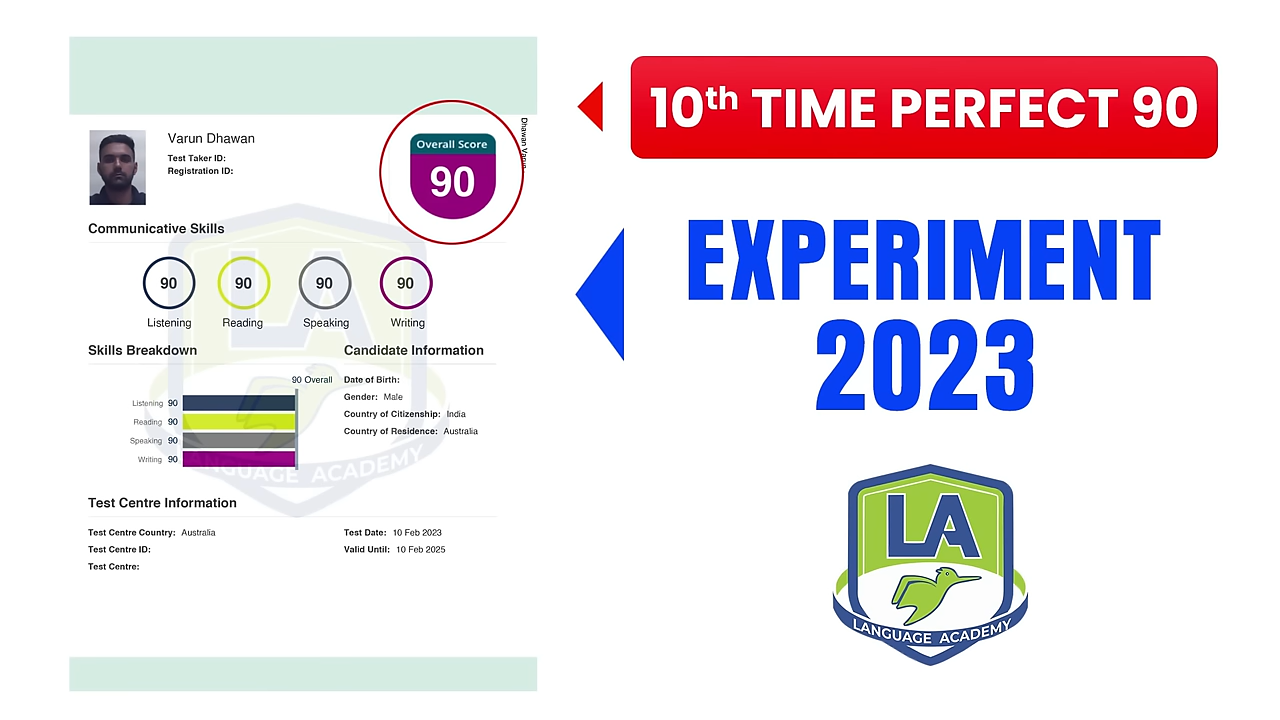 Varun Dhawan
Test Taker ID:
Registration ID:
Overall Score
90
Dhawan Varun
Communicative Skills
90 90 90 90
Listening Reading Speaking Writing
Skills Breakdown
90 Overall
Listening 90
Reading 90
Speaking 90
Writing 90
Candidate Information
Date of Birth:
Gender: Male
Country of Citizenship: India
Country of Residence: Australia
Test Centre Information
Test Centre Country: Australia
Test Centre ID:
Test Centre:
Test Date: 10 Feb 2023
Valid Until: 10 Feb 2025
LA
LANGUAGE ACADEMY
10th TIME PERFECT 90
EXPERIMENT
2023
LA
LANGUAGE ACADEMY